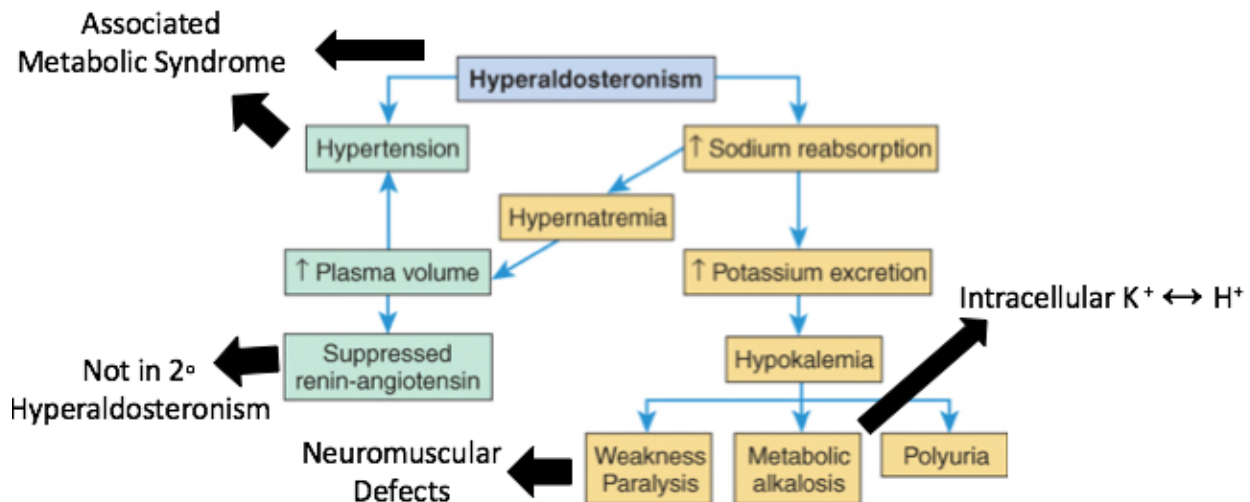 Associated
Metabolic Syndrome
Hyperaldosteronism
Hypertension
↑ Sodium reabsorption
Hypernatremia
↑ Plasma volume
↑ Potassium excretion
Intracellular K⁺ ↔ H⁺
Suppressed
renin-angiotensin
Hypokalemia
Not in 2º
Hyperaldosteronism
Neuromuscular
Defects
Weakness
Paralysis
Metabolic
alkalosis
Polyuria